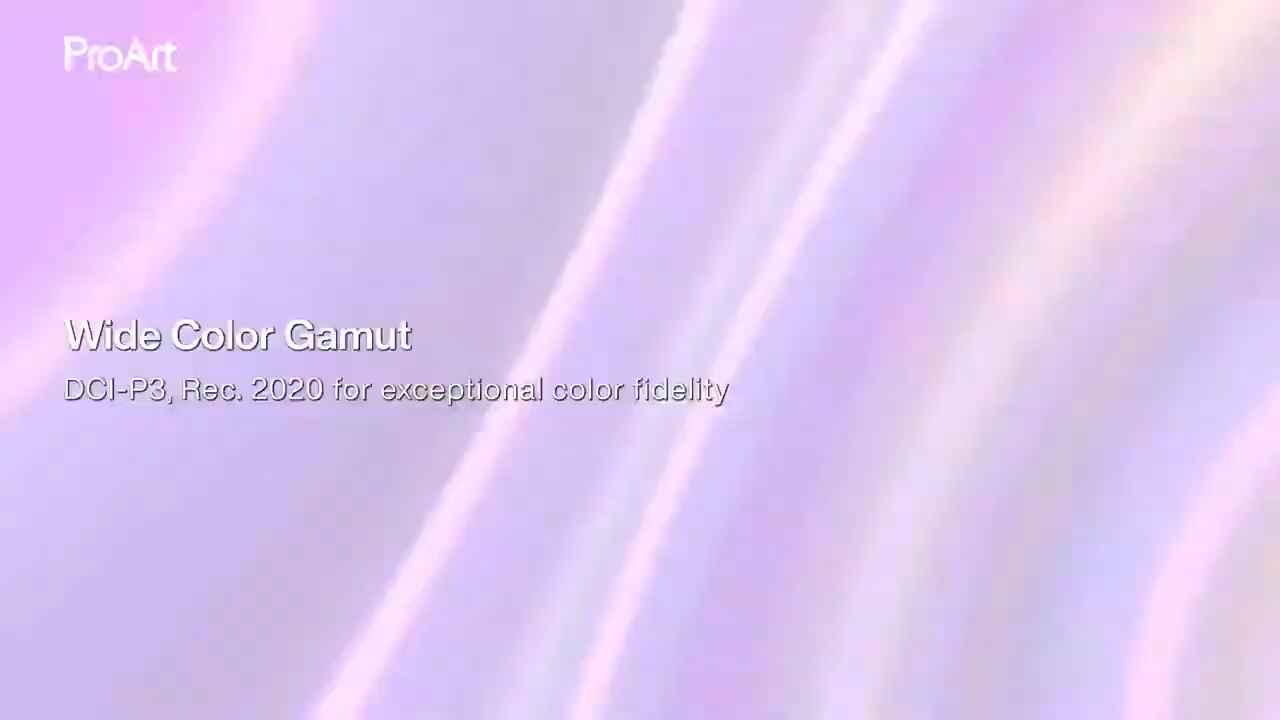 ProArt
Wide Color Gamut
DCI-P3, Rec. 2020 for exceptional color fidelity